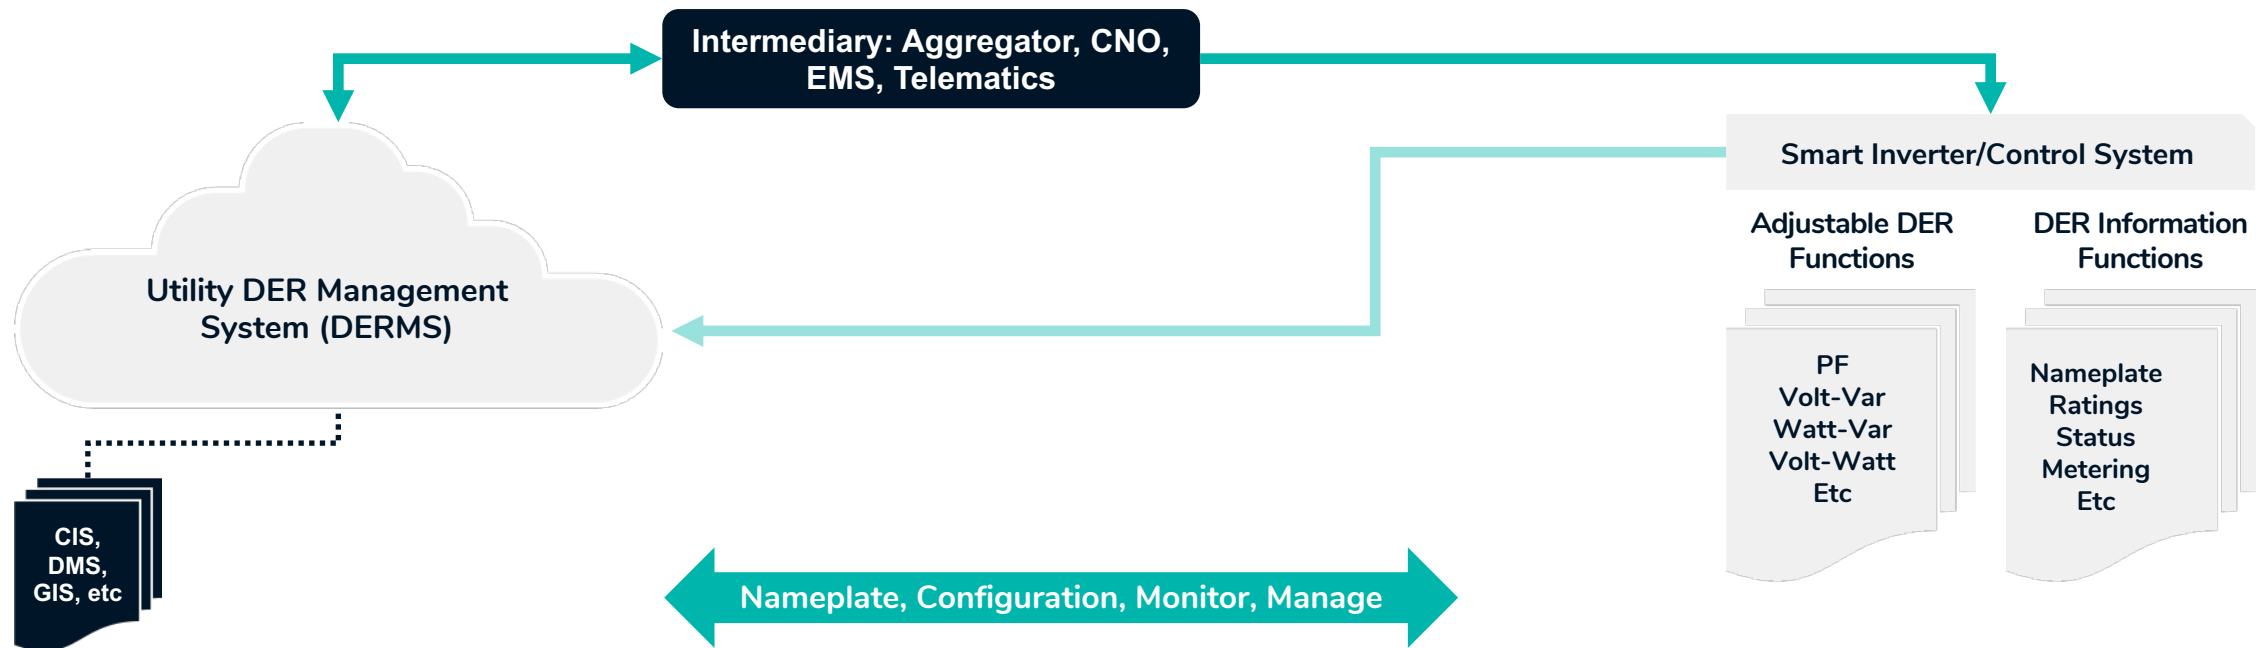 Intermediary: Aggregator, CNO,
EMS, Telematics
Smart Inverter/Control System
Adjustable DER
Functions
DER Information
Functions
Utility DER Management
System (DERMS)
PF
Volt-Var
Watt-Var
Volt-Watt
Etc
Nameplate
Ratings
Status
Metering
Etc
CIS,
DMS,
GIS, etc
Nameplate, Configuration, Monitor, Manage